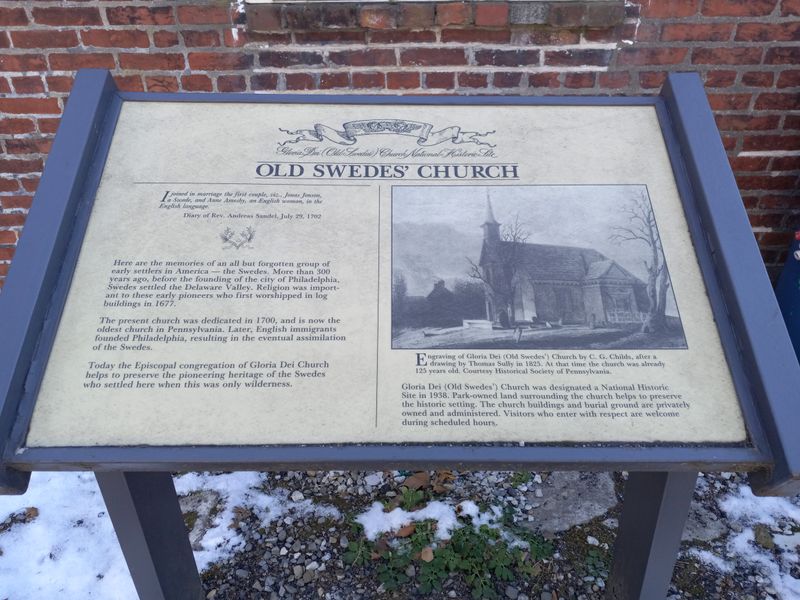 Gloria Dei (Old Swedes') Church National Historic Site
OLD SWEDES' CHURCH
I joined in marriage the first couple, viz., Jonas Jonson,
a Swede, and Anne Amesby, an English woman, in the
English language.
Diary of Rev. Andreas Sandel, July 29, 1702
Here are the memories of an all but forgotten group of
early settlers in America — the Swedes. More than 300
years ago, before the founding of the city of Philadelphia,
Swedes settled the Delaware Valley. Religion was import-
ant to these early pioneers who first worshipped in log
buildings in 1677.
The present church was dedicated in 1700, and is now the
oldest church in Pennsylvania. Later, English immigrants
founded Philadelphia, resulting in the eventual assimilation
of the Swedes.
Today the Episcopal congregation of Gloria Dei Church
helps to preserve the pioneering heritage of the Swedes
who settled here when this was only wilderness.
Engraving of Gloria Dei (Old Swedes') Church by C. G. Childs, after a
drawing by Thomas Sully in 1825. At that time the church was already
125 years old. Courtesy Historical Society of Pennsylvania.
Gloria Dei (Old Swedes') Church was designated a National Historic
Site in 1938. Park-owned land surrounding the church helps to preserve
the historic setting. The church buildings and burial ground are privately
owned and administered. Visitors who enter with respect are welcome
during scheduled hours.